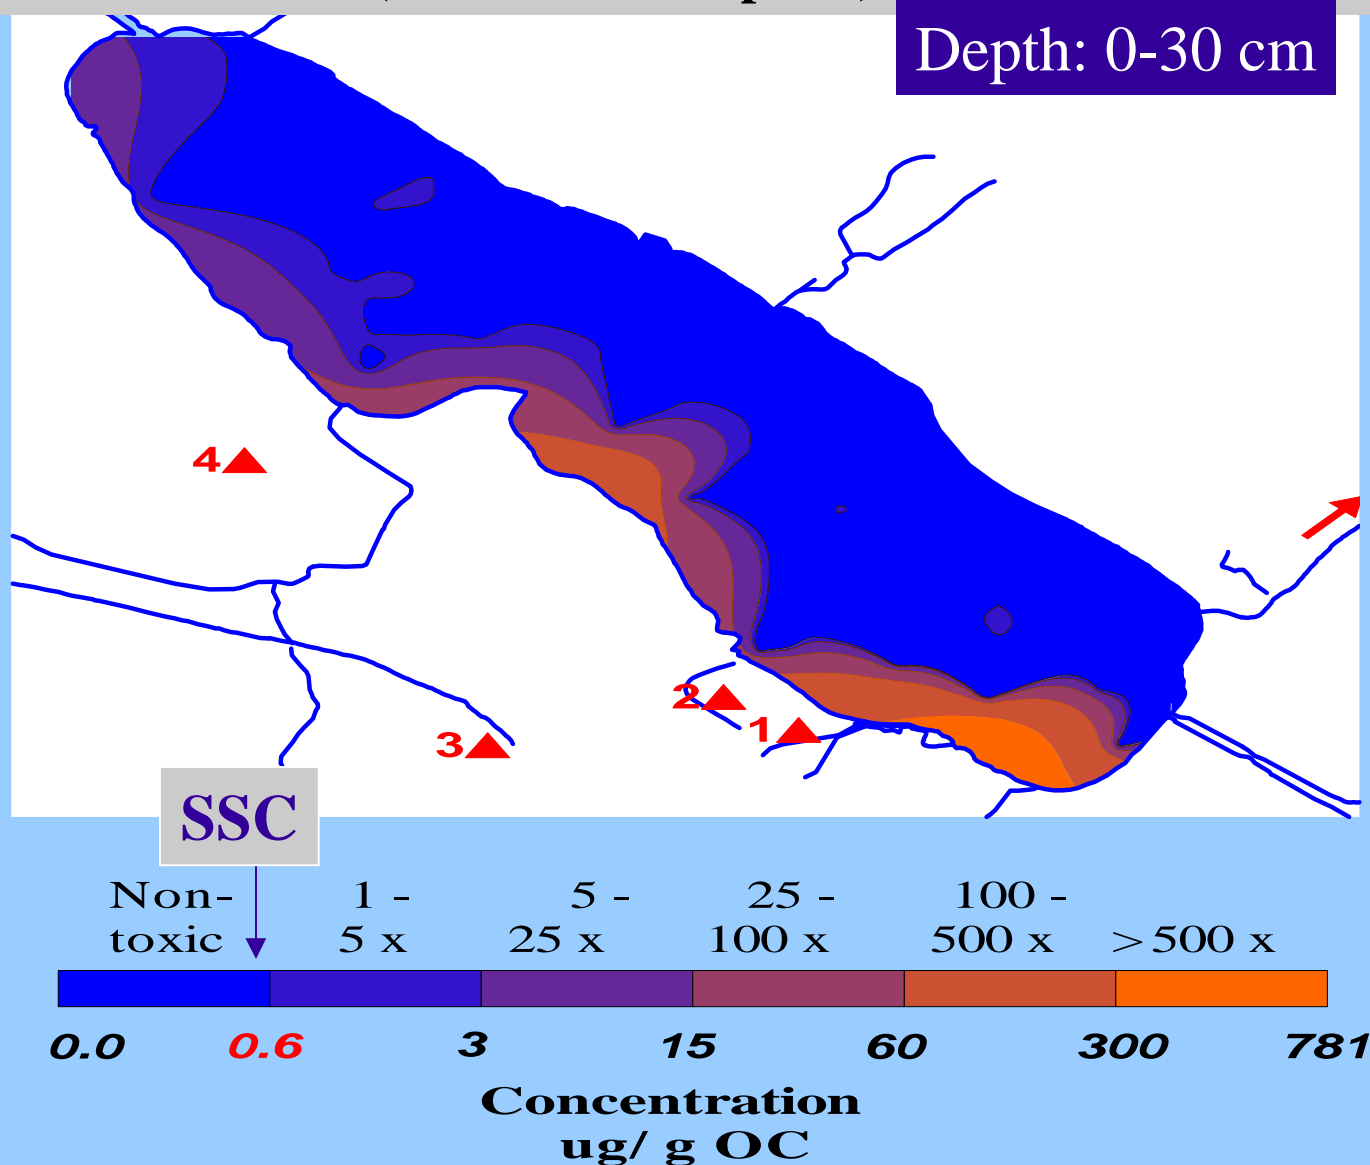 Depth: 0-30 cm
4
2
1
3
SSC
Non- 1 - 5 - 25 - 100 -
toxic 5 x 25 x 100 x 500 x >500 x
0.0 0.6 3 15 60 300 781
Concentration
ug/ g OC